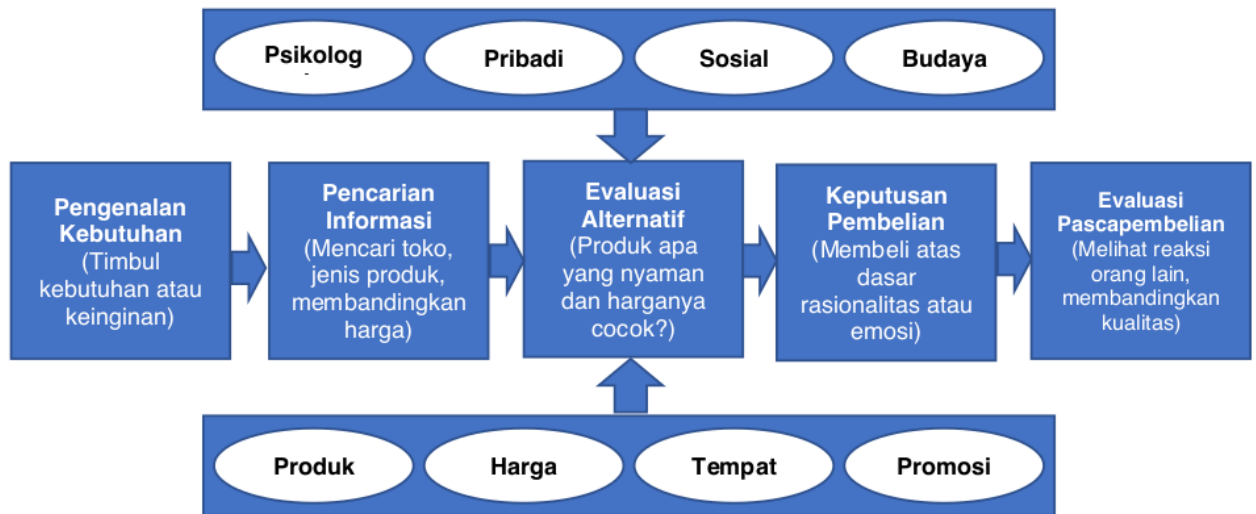 Psikolog
Pribadi
Sosial
Budaya
Pengenalan
Kebutuhan
(Timbul
kebutuhan atau
keinginan)
Pencarian
Informasi
(Mencari toko,
jenis produk,
membandingkan
harga)
Evaluasi
Alternatif
(Produk apa
yang nyaman
dan harganya
cocok?)
Keputusan
Pembelian
(Membeli atas
dasar
rasionalitas atau
emosi)
Evaluasi
Pascapembelian
(Melihat reaksi
orang lain,
membandingkan
kualitas)
Produk
Harga
Tempat
Promosi